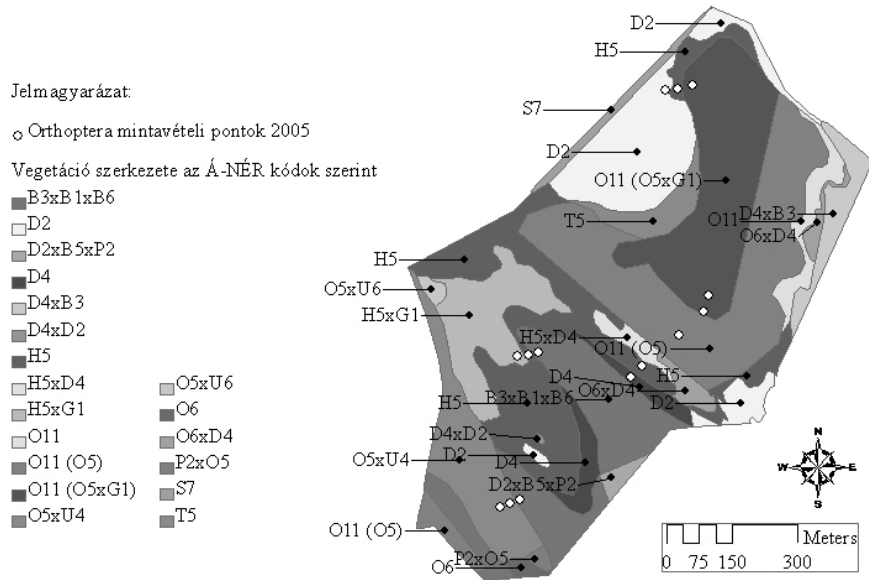 Jelmagyarázat:
Orthoptera mintavételi pontok 2005
Vegetáció szerkezete az Á-NÉR kódok szerint
B3xB1xB6
D2
D2xB5xP2
D4
D4xB3
D4xD2
H5
H5xD4
H5xG1
O11
O11 (O5)
O11 (O5xG1)
O5xU4
O5xU6
O6
O6xD4
P2xO5
S7
T5
D2
H5
S7
D2
O11 (O5xG1)
T5
O11
D4xB3
O6xD4
H5
O5xU6
H5xG1
H5xD4
O11 (O5)
D4
O6xD4
H5
D2
H5
B3xB1xB6
D4xD2
D2
O5xU4
D4
D2xB5xP2
O11 (O5)
P2xO5
O6
N
W E
S
Meters
0 75 150 300